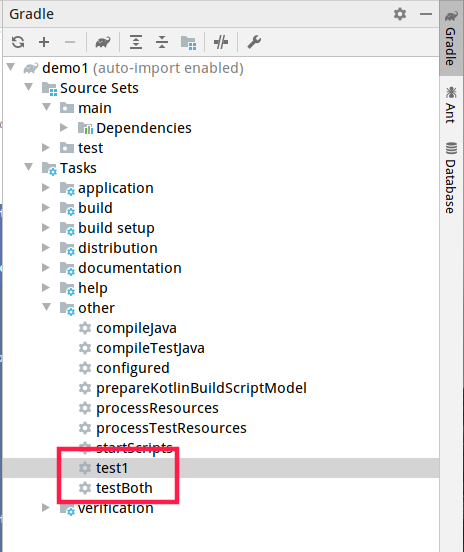 Gradle
demo1 (auto-import enabled)
Source Sets
main
Dependencies
test
Tasks
application
build
build setup
distribution
documentation
help
other
compileJava
compileTestJava
configured
prepareKotlinBuildScriptModel
processResources
processTestResources
startScripts
test1
testBoth
verification
Gradle
Ant
Database